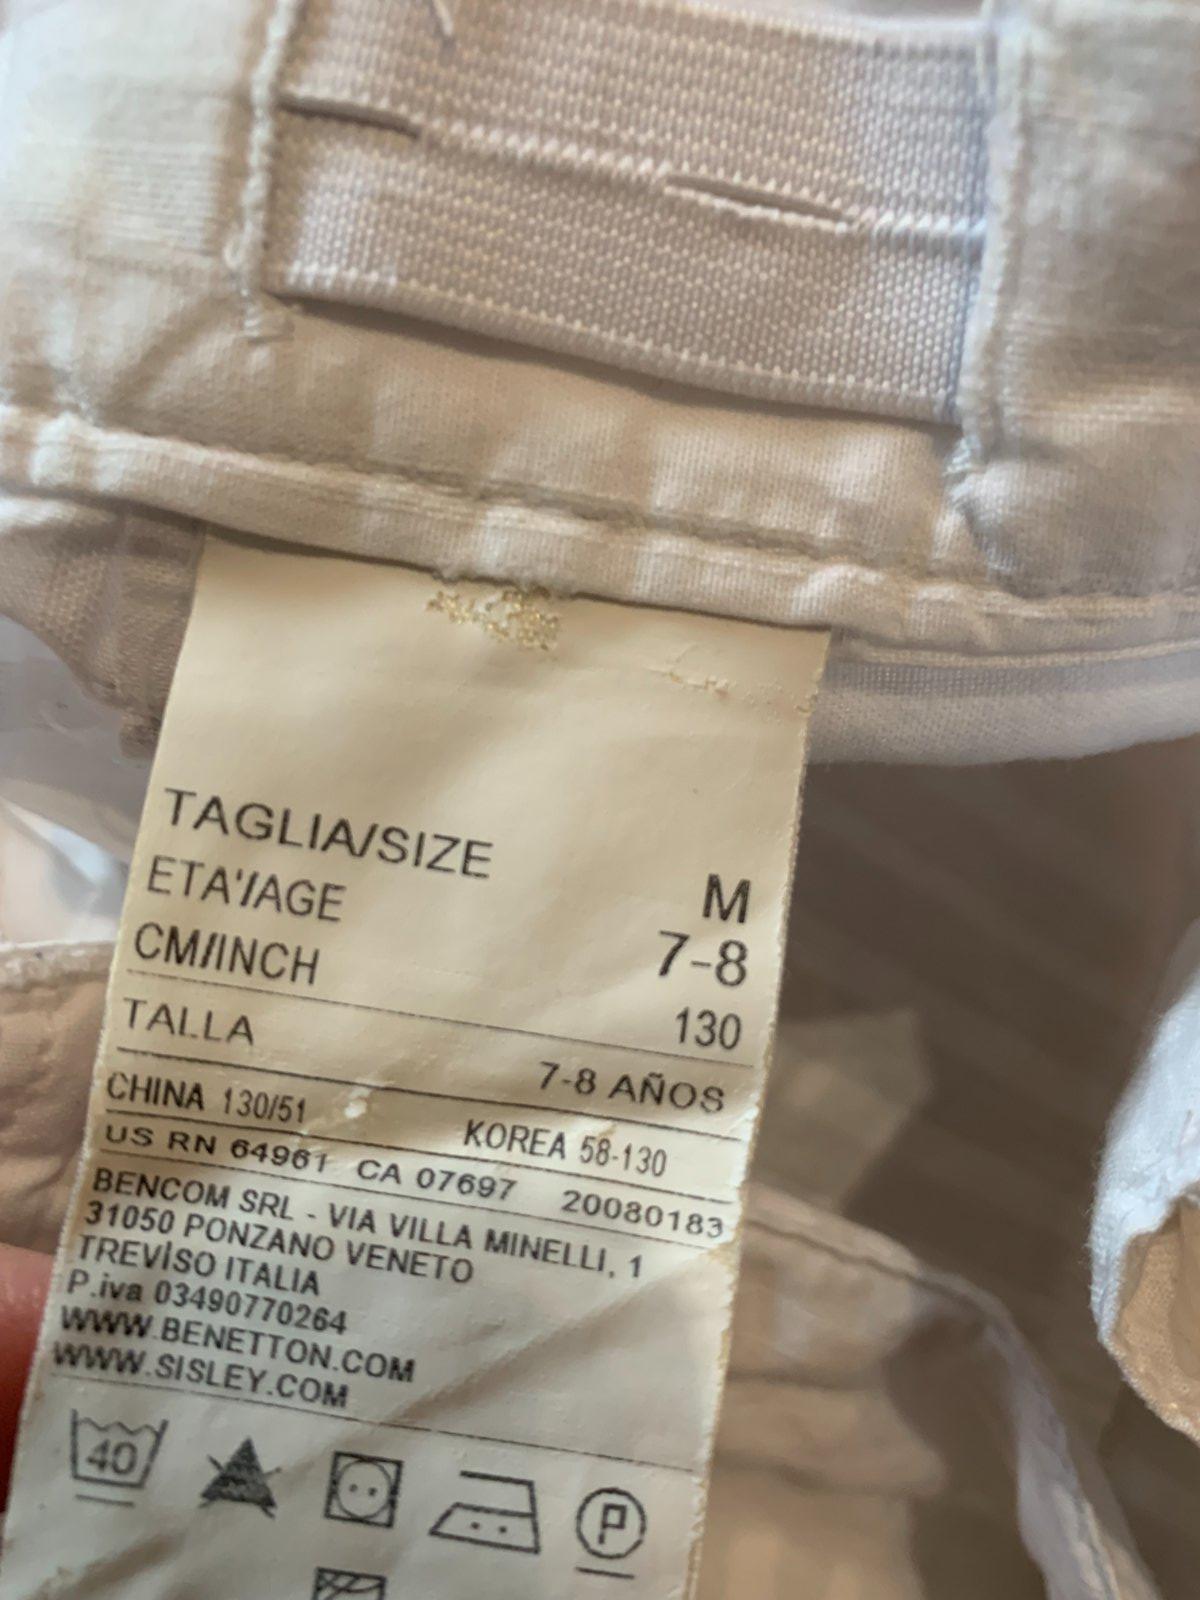 TAGLIA/SIZE M
ETA'/AGE 7-8
CM/INCH 130
TALLA 7-8 AÑOS
CHINA 130/51 KOREA 58-130
US RN 64961 CA 07697 20080183
BENCOM SRL - VIA VILLA MINELLI, 1
31050 PONZANO VENETO
TREVISO ITALIA
P.iva 03490770264
WWW.BENETTON.COM
WWW.SISLEY.COM
40 P